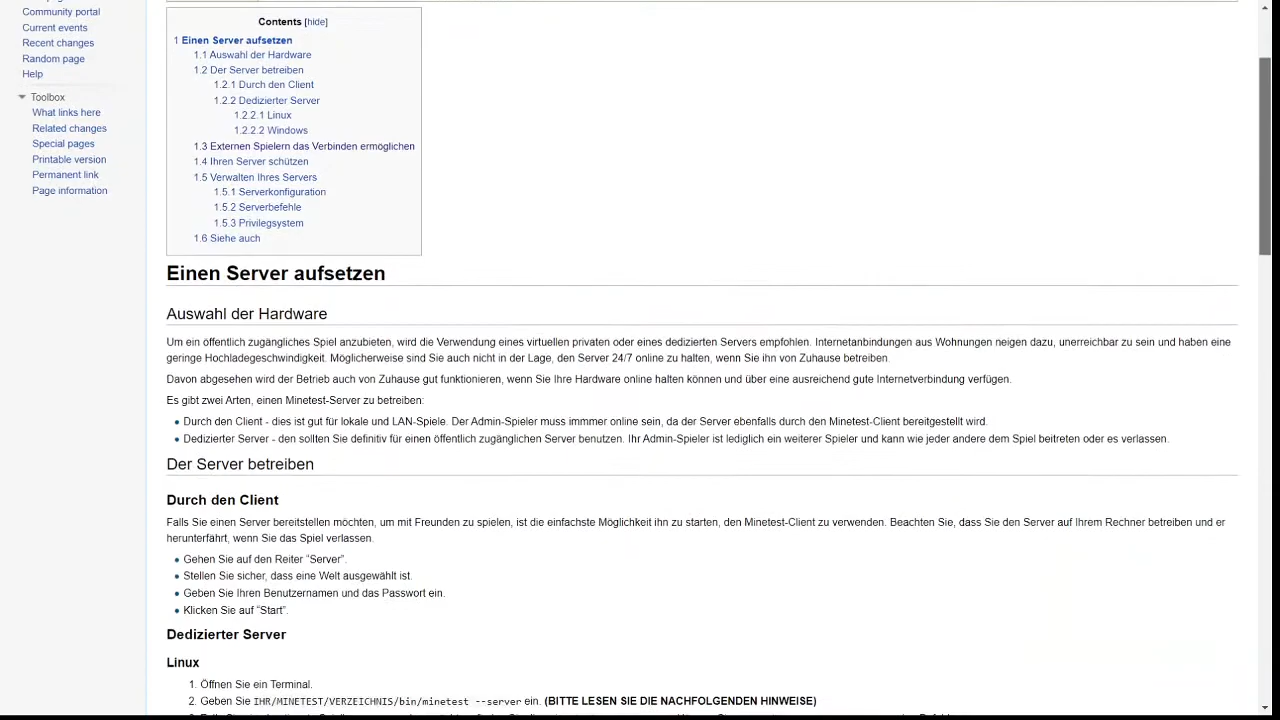 Community portal
Current events
Recent changes
Random page
Help
Toolbox
What links here
Related changes
Special pages
Printable version
Permanent link
Page information
Contents [hide]
1 Einen Server aufsetzen
1.1 Auswahl der Hardware
1.2 Der Server betreiben
1.2.1 Durch den Client
1.2.2 Dedizierter Server
1.2.2.1 Linux
1.2.2.2 Windows
1.3 Externen Spielern das Verbinden ermöglichen
1.4 Ihren Server schützen
1.5 Verwalten Ihres Servers
1.5.1 Serverkonfiguration
1.5.2 Serverbefehle
1.5.3 Privilegsystem
1.6 Siehe auch
Einen Server aufsetzen
Auswahl der Hardware
Um ein öffentlich zugängliches Spiel anzubieten, wird die Verwendung eines virtuellen privaten oder eines dedizierten Servers empfohlen. Internetanbindungen aus Wohnungen neigen dazu, unerreichbar zu sein und haben eine
geringe Hochladegeschwindigkeit. Möglicherweise sind Sie auch nicht in der Lage, den Server 24/7 online zu halten, wenn Sie ihn von Zuhause betreiben.
Davon abgesehen wird der Betrieb auch von Zuhause gut funktionieren, wenn Sie Ihre Hardware online halten können und über eine ausreichend gute Internetverbindung verfügen.
Es gibt zwei Arten, einen Minetest-Server zu betreiben:
• Durch den Client - dies ist gut für lokale und LAN-Spiele. Der Admin-Spieler muss immmer online sein, da der Server ebenfalls durch den Minetest-Client bereitgestellt wird.
• Dedizierter Server - den sollten Sie definitiv für einen öffentlich zugänglichen Server benutzen. Ihr Admin-Spieler ist lediglich ein weiterer Spieler und kann wie jeder andere dem Spiel beitreten oder es verlassen.
Der Server betreiben
Durch den Client
Falls Sie einen Server bereitstellen möchten, um mit Freunden zu spielen, ist die einfachste Möglichkeit ihn zu starten, den Minetest-Client zu verwenden. Beachten Sie, dass Sie den Server auf Ihrem Rechner betreiben und er
herunterfährt, wenn Sie das Spiel verlassen.
• Gehen Sie auf den Reiter “Server”.
• Stellen Sie sicher, dass eine Welt ausgewählt ist.
• Geben Sie Ihren Benutzernamen und das Passwort ein.
• Klicken Sie auf “Start”.
Dedizierter Server
Linux
1. Öffnen Sie ein Terminal.
2. Geben Sie IHR/MINETEST/VERZEICHNIS/bin/minetest --server ein. (BITTE LESEN SIE DIE NACHFOLGENDEN HINWEISE)